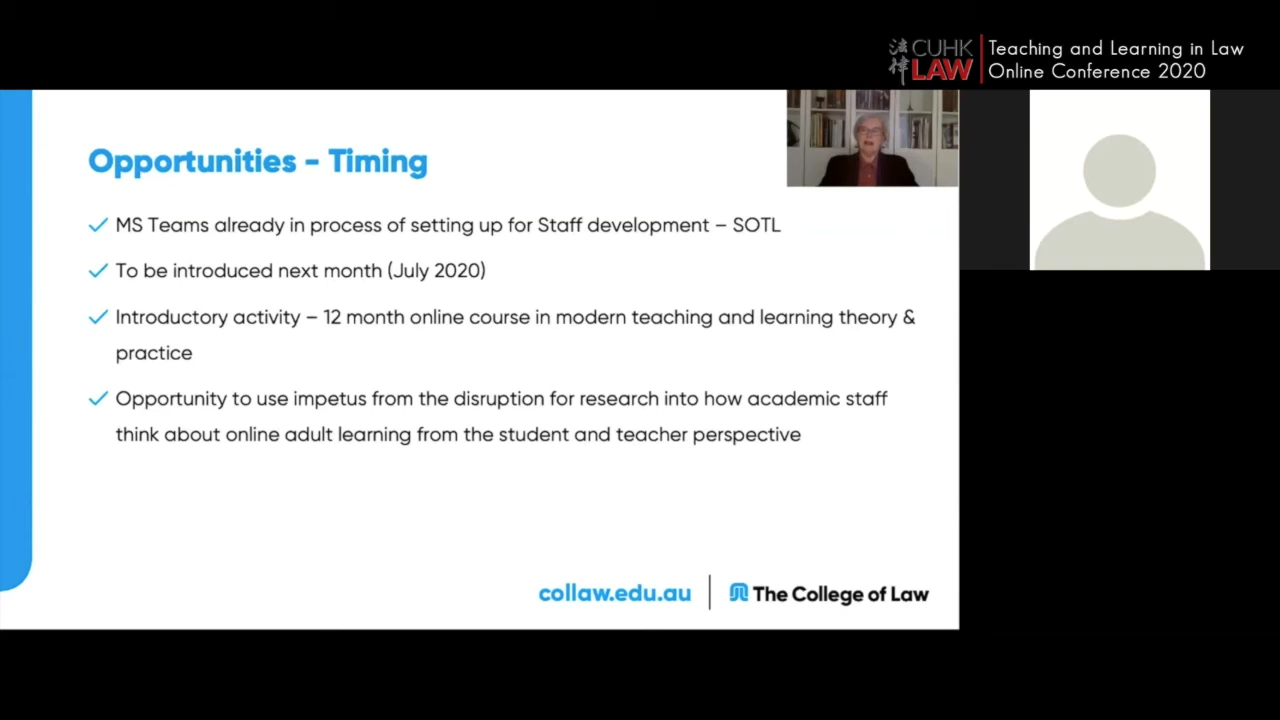 法律 CUHK LAW
Teaching and Learning in Law
Online Conference 2020
Opportunities - Timing
MS Teams already in process of setting up for Staff development – SOTL
To be introduced next month (July 2020)
Introductory activity – 12 month online course in modern teaching and learning theory &
practice
Opportunity to use impetus from the disruption for research into how academic staff
think about online adult learning from the student and teacher perspective
collaw.edu.au
The College of Law